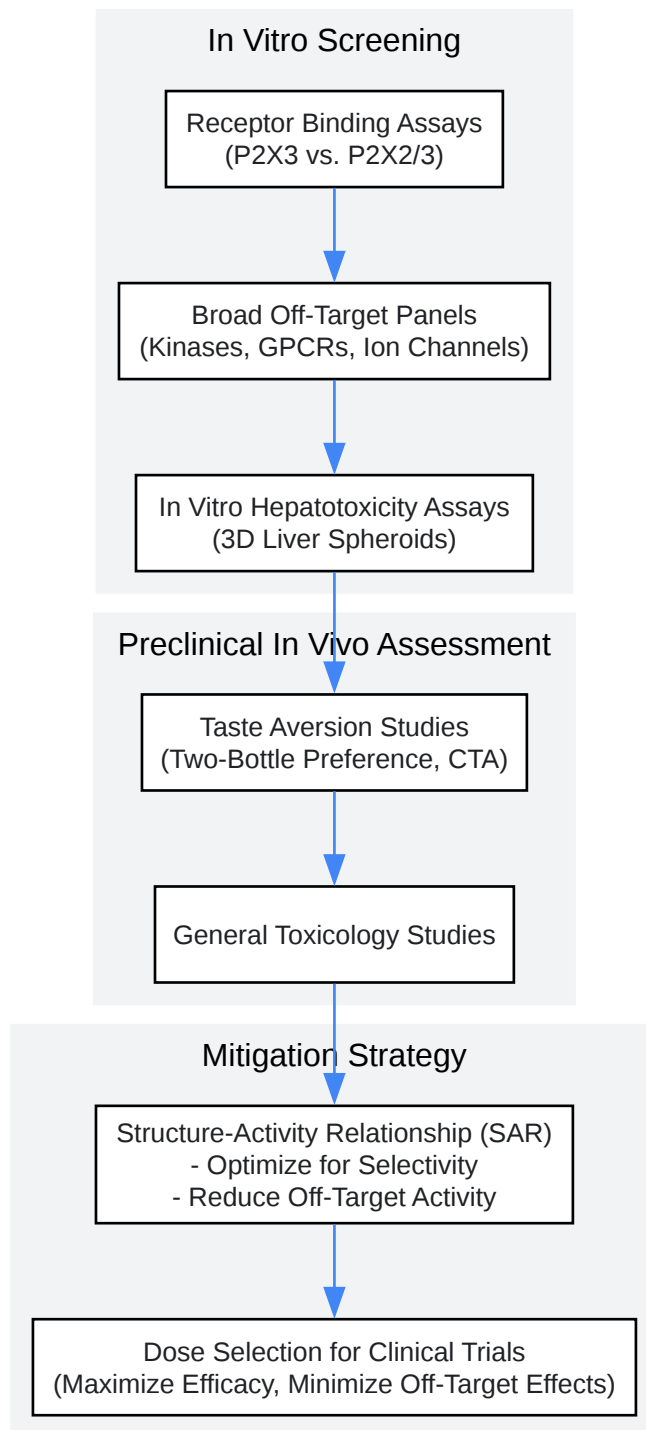 In Vitro Screening
Receptor Binding Assays
(P2X3 vs. P2X2/3)
Broad Off-Target Panels
(Kinases, GPCRs, Ion Channels)
In Vitro Hepatotoxicity Assays
(3D Liver Spheroids)
Preclinical In Vivo Assessment
Taste Aversion Studies
(Two-Bottle Preference, CTA)
General Toxicology Studies
Mitigation Strategy
Structure-Activity Relationship (SAR)
- Optimize for Selectivity
- Reduce Off-Target Activity
Dose Selection for Clinical Trials
(Maximize Efficacy, Minimize Off-Target Effects)